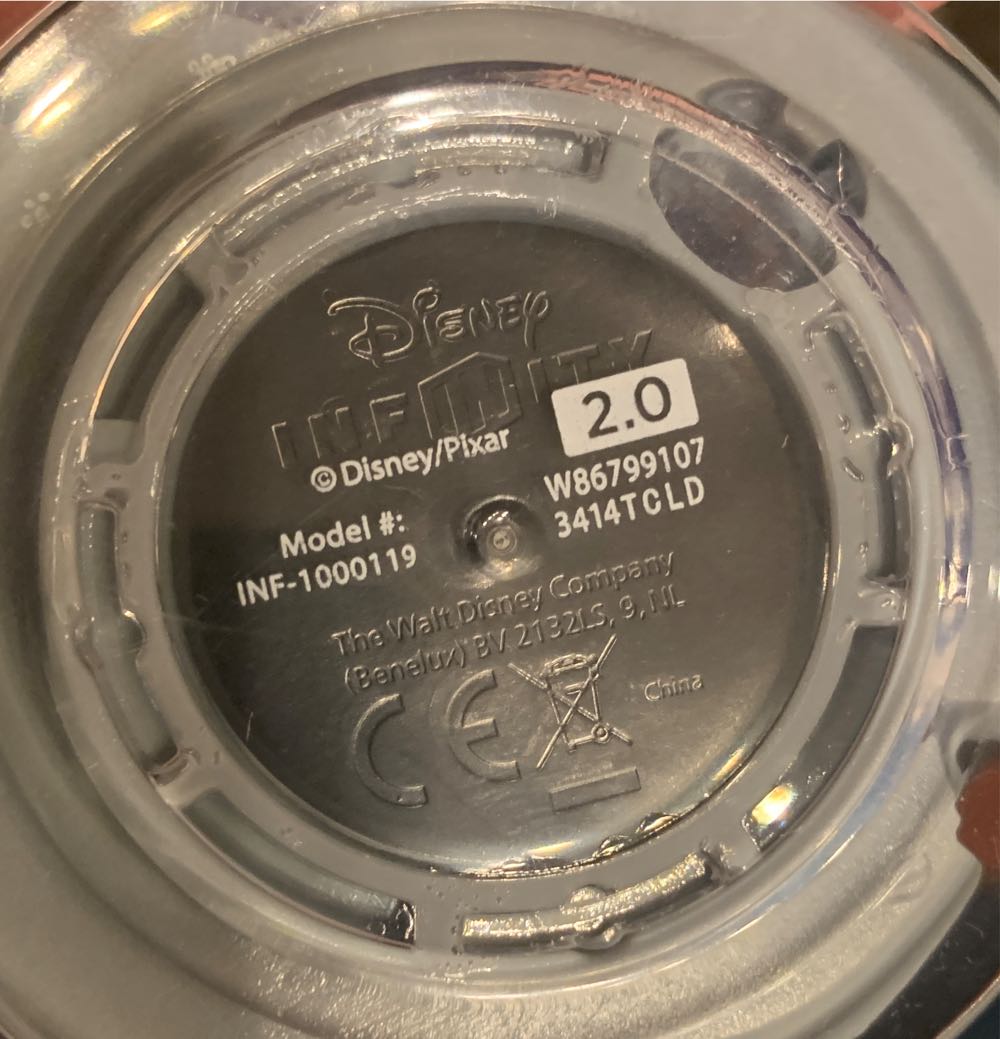 Disney
INFINITY
2.0
©Disney/Pixar
W86799107
3414TCLD
Model #:
INF-1000119
The Walt Disney Company
(Benelux) BV 2132LS, 9, NL
CE
China